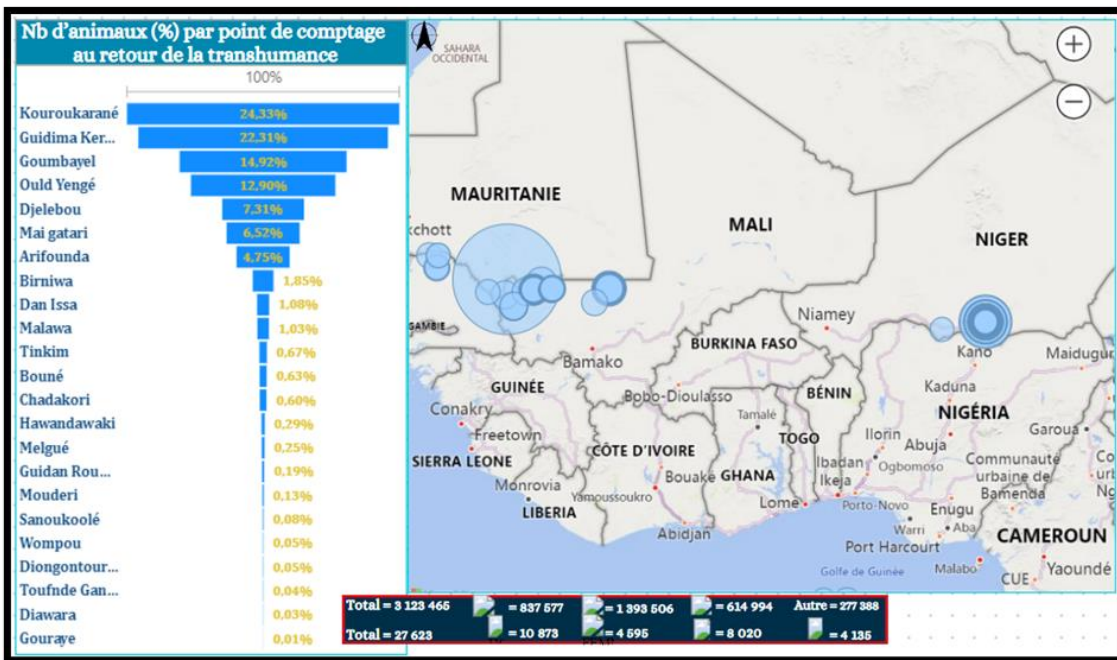 Nb d'animaux (%) par point de comptage
au retour de la transhumance
100%
Kouroukarané 24,33%
Guidima Ker... 22,31%
Goumbayel 14,92%
Ould Yengé 12,90%
Djelebou 7,31%
Mai gatari 6,52%
Arifounda 4,75%
Birniwa 1,85%
Dan Issa 1,08%
Malawa 1,03%
Tinkim 0,67%
Bouné 0,63%
Chadakori 0,60%
Hawandawaki 0,29%
Melgué 0,25%
Guidan Rou... 0,19%
Mouderi 0,13%
Sanoukoolé 0,08%
Wompou 0,05%
Diongontour... 0,05%
Toufnde Gan... 0,04%
Diawara 0,03%
Gouraye 0,01%
SAHARA
OCCIDENTAL
MAURITANIE
MALI
NIGER
kchott
GAMBIE
Niamey
BURKINA FASO
Kano
Maidugur
Bamako
GUINÉE
BÉNIN
Kaduna
Bobo-Dioulasso
Conakry
Tamalé
NIGÉRIA
Freetown
TOGO
Ilorin
Abuja
Garoua
CÔTE D'IVOIRE
SIERRA LEONE
Bouaké
GHANA
Ibadan
Ogbomoso
Communauté
urbaine de
Bamenda
Co
urb
Ng
Monrovia
Yamoussoukro
Lome
Ikeja
LIBERIA
Porto-Novo
Enugu
Warri
Aba
Abidjan
Port Harcourt
CAMEROUN
Golfe de Guinée
Malabo
CUE
Yaoundé
Total = 3 123 465 = 837 577 = 1 393 506 = 614 994 Autre = 277 388
Total = 27 623 = 10 873 = 4 595 = 8 020 = 4 135